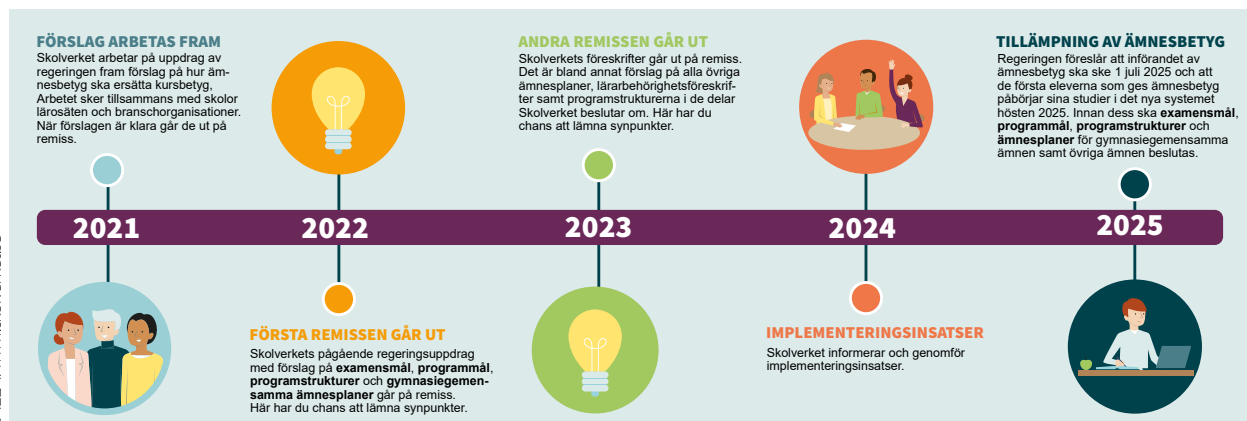 FÖRSLAG ARBETAS FRAM
Skolverket arbetar på uppdrag av
regeringen fram förslag på hur äm-
nesbetyg ska ersätta kursbetyg,
Arbetet sker tillsammans med skolor
lärosäten och branschorganisationer.
När förslagen är klara går de ut på
remiss.
ANDRA REMISSEN GÅR UT
Skolverkets föreskrifter går ut på remiss.
Det är bland annat förslag på alla övriga
ämnesplaner, lärarbehörighetsföreskrif-
ter samt programstrukturerna i de delar
Skolverket beslutar om. Här har du
chans att lämna synpunkter.
TILLÄMPNING AV ÄMNESBETYG
Regeringen föreslår att införandet av
ämnesbetyg ska ske 1 juli 2025 och att
de första eleverna som ges ämnesbetyg
påbörjar sina studier i det nya systemet
hösten 2025. Innan dess ska examensmål,
programmål, programstrukturer och
ämnesplaner för gymnasiegemensamma
ämnen samt övriga ämnen beslutas.
2021
2022
2023
2024
2025
FÖRSTA REMISSEN GÅR UT
Skolverkets pågående regeringsuppdrag
med förslag på examensmål, programmål,
programstrukturer och gymnasiegemen-
samma ämnesplaner går på remiss.
Här har du chans att lämna synpunkter.
IMPLEMENTERINGSINSATSER
Skolverket informerar och genomför
implementeringsinsatser.